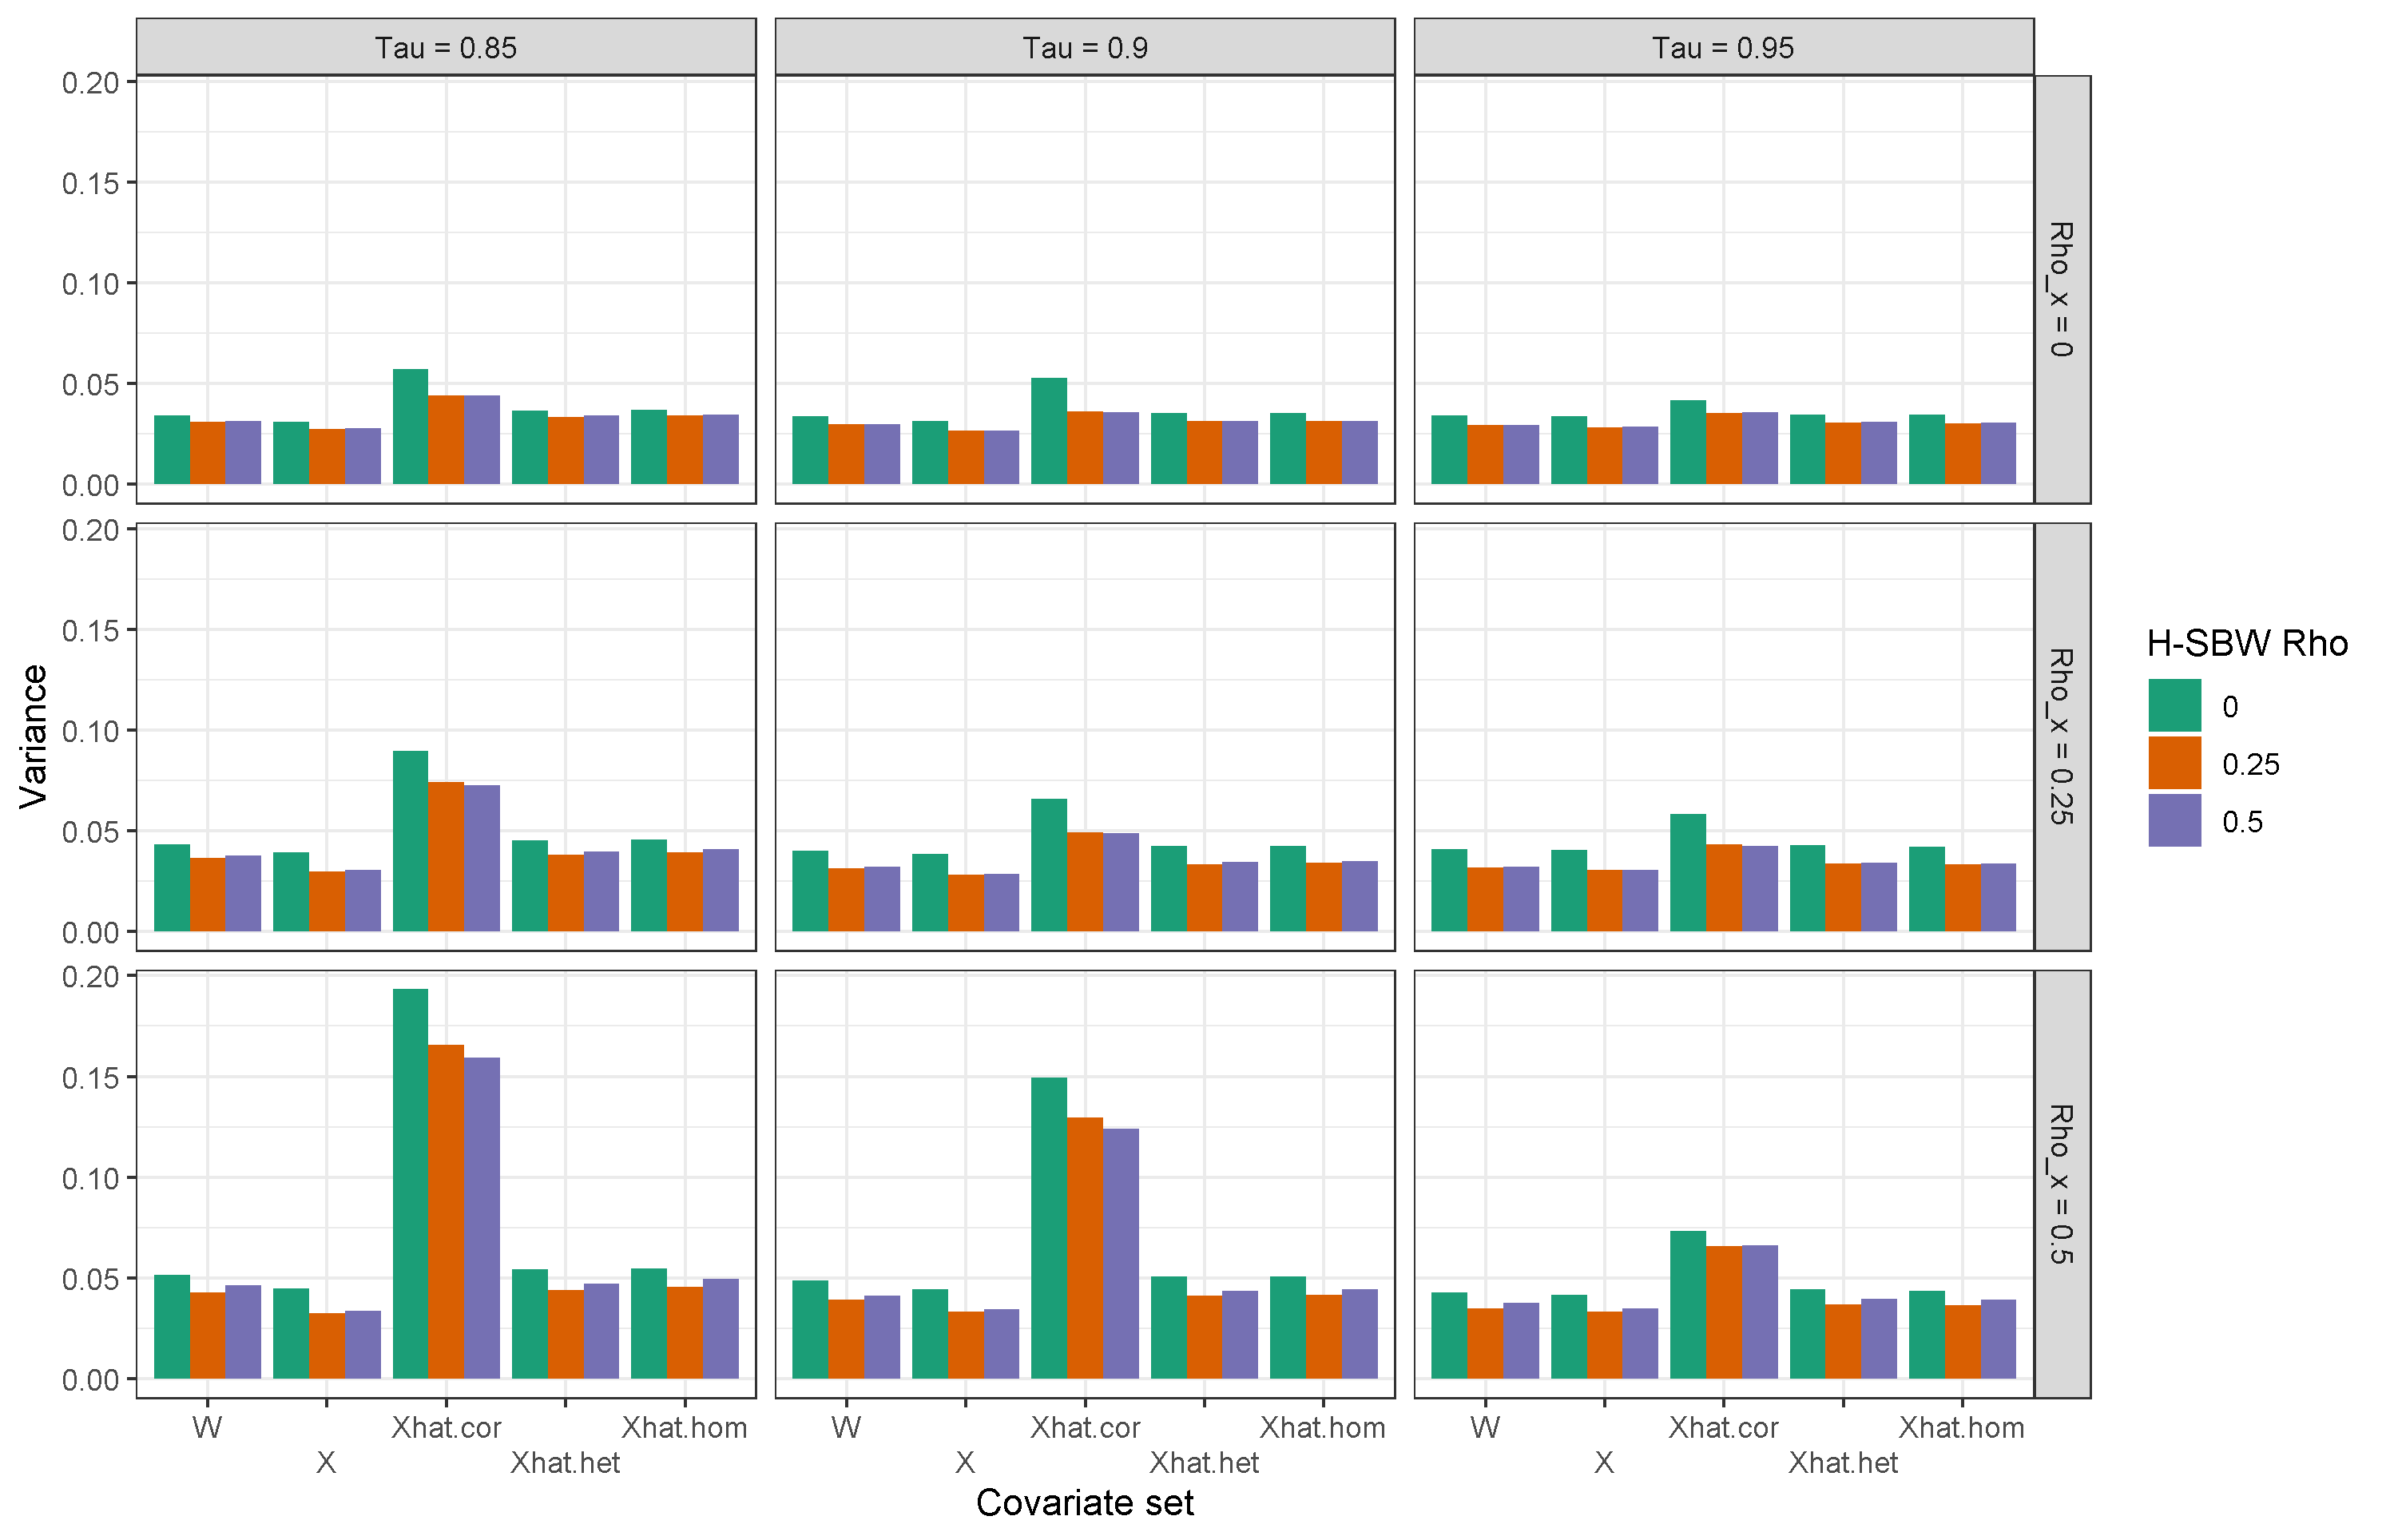 Tau = 0.85
Tau = 0.9
Tau = 0.95
0.20
0.15
0.10
0.05
0.00
Rho_x = 0
0.20
0.15
0.10
0.05
0.00
Rho_x = 0.25
0.20
0.15
0.10
0.05
0.00
Rho_x = 0.5
Variance
W
X
Xhat.cor
Xhat.het
Xhat.hom
W
X
Xhat.cor
Xhat.het
Xhat.hom
W
X
Xhat.cor
Xhat.het
Xhat.hom
Covariate set
H-SBW Rho
0
0.25
0.5